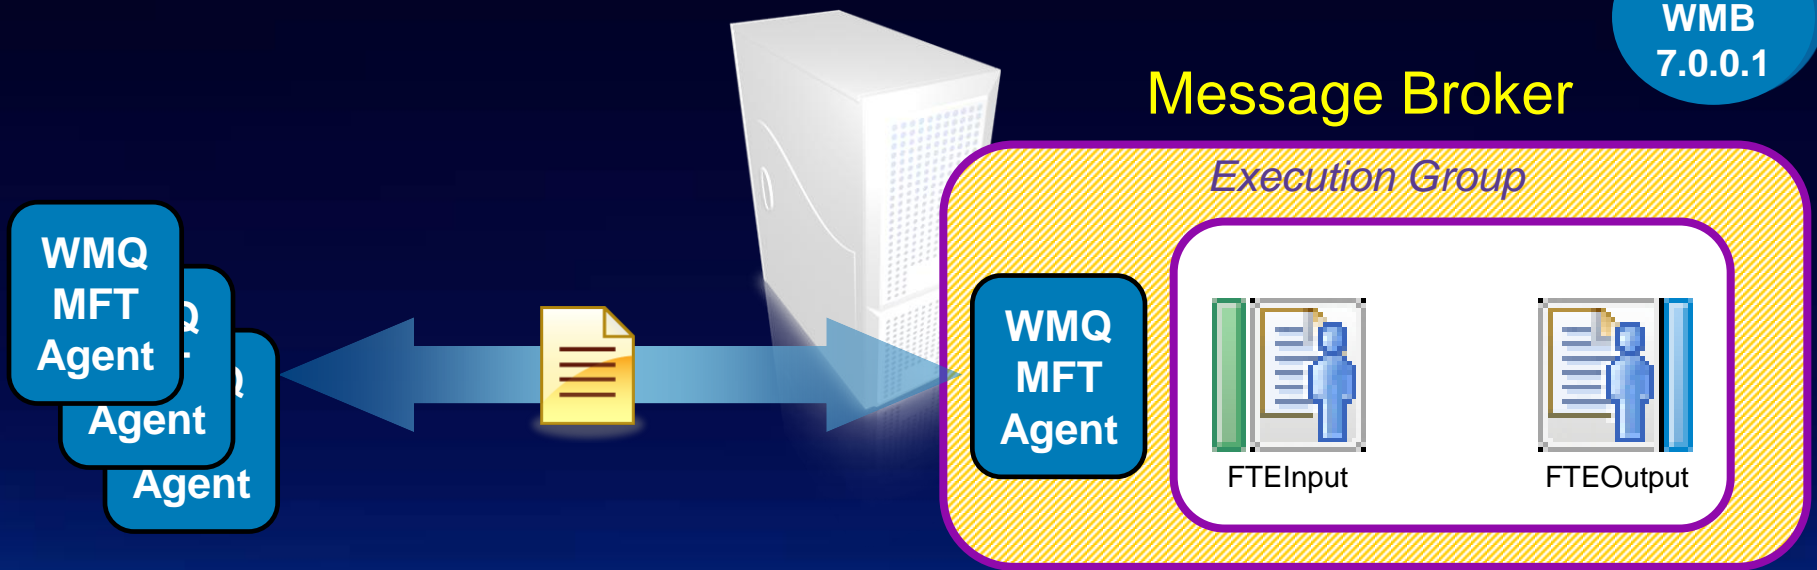 WMB
7.0.0.1
Message Broker
Execution Group
WMQ
MFT
Agent
Q
T
Agent
Q
Agent
WMQ
MFT
Agent
FTEInput
FTEOutput